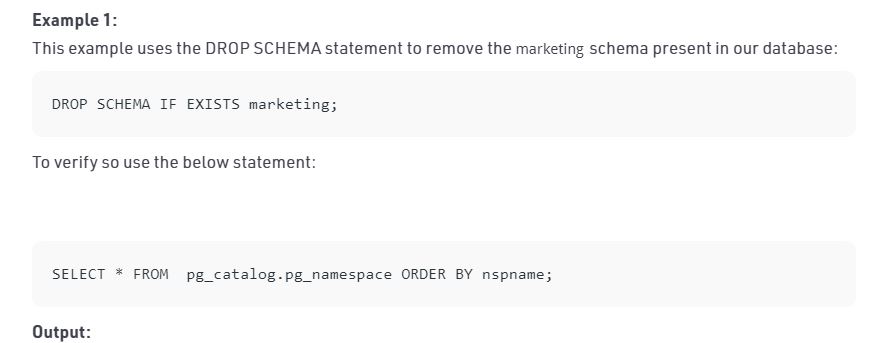 Example 1:
This example uses the DROP SCHEMA statement to remove the marketing schema present in our database:
DROP SCHEMA IF EXISTS marketing;
To verify so use the below statement:
SELECT * FROM  pg_catalog.pg_namespace ORDER BY nspname;
Output: